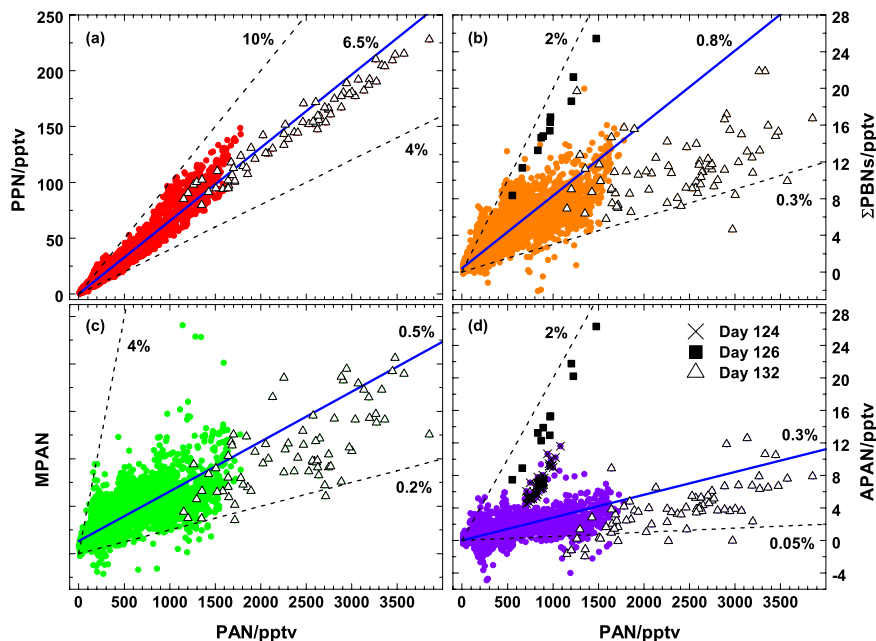 (a)
10%
6.5%
4%
250
200
150
100
50
0
PPN/pptv
(b)
2%
0.8%
0.3%
28
24
20
16
12
8
4
0
ΣPBNs/pptv
(c)
4%
0.5%
0.2%
MPAN
0 500 1000 1500 2000 2500 3000 3500
PAN/pptv
(d)
2%
Day 124
Day 126
Day 132
0.3%
0.05%
28
24
20
16
12
8
4
0
-4
APAN/pptv
0 500 1000 1500 2000 2500 3000 3500
PAN/pptv